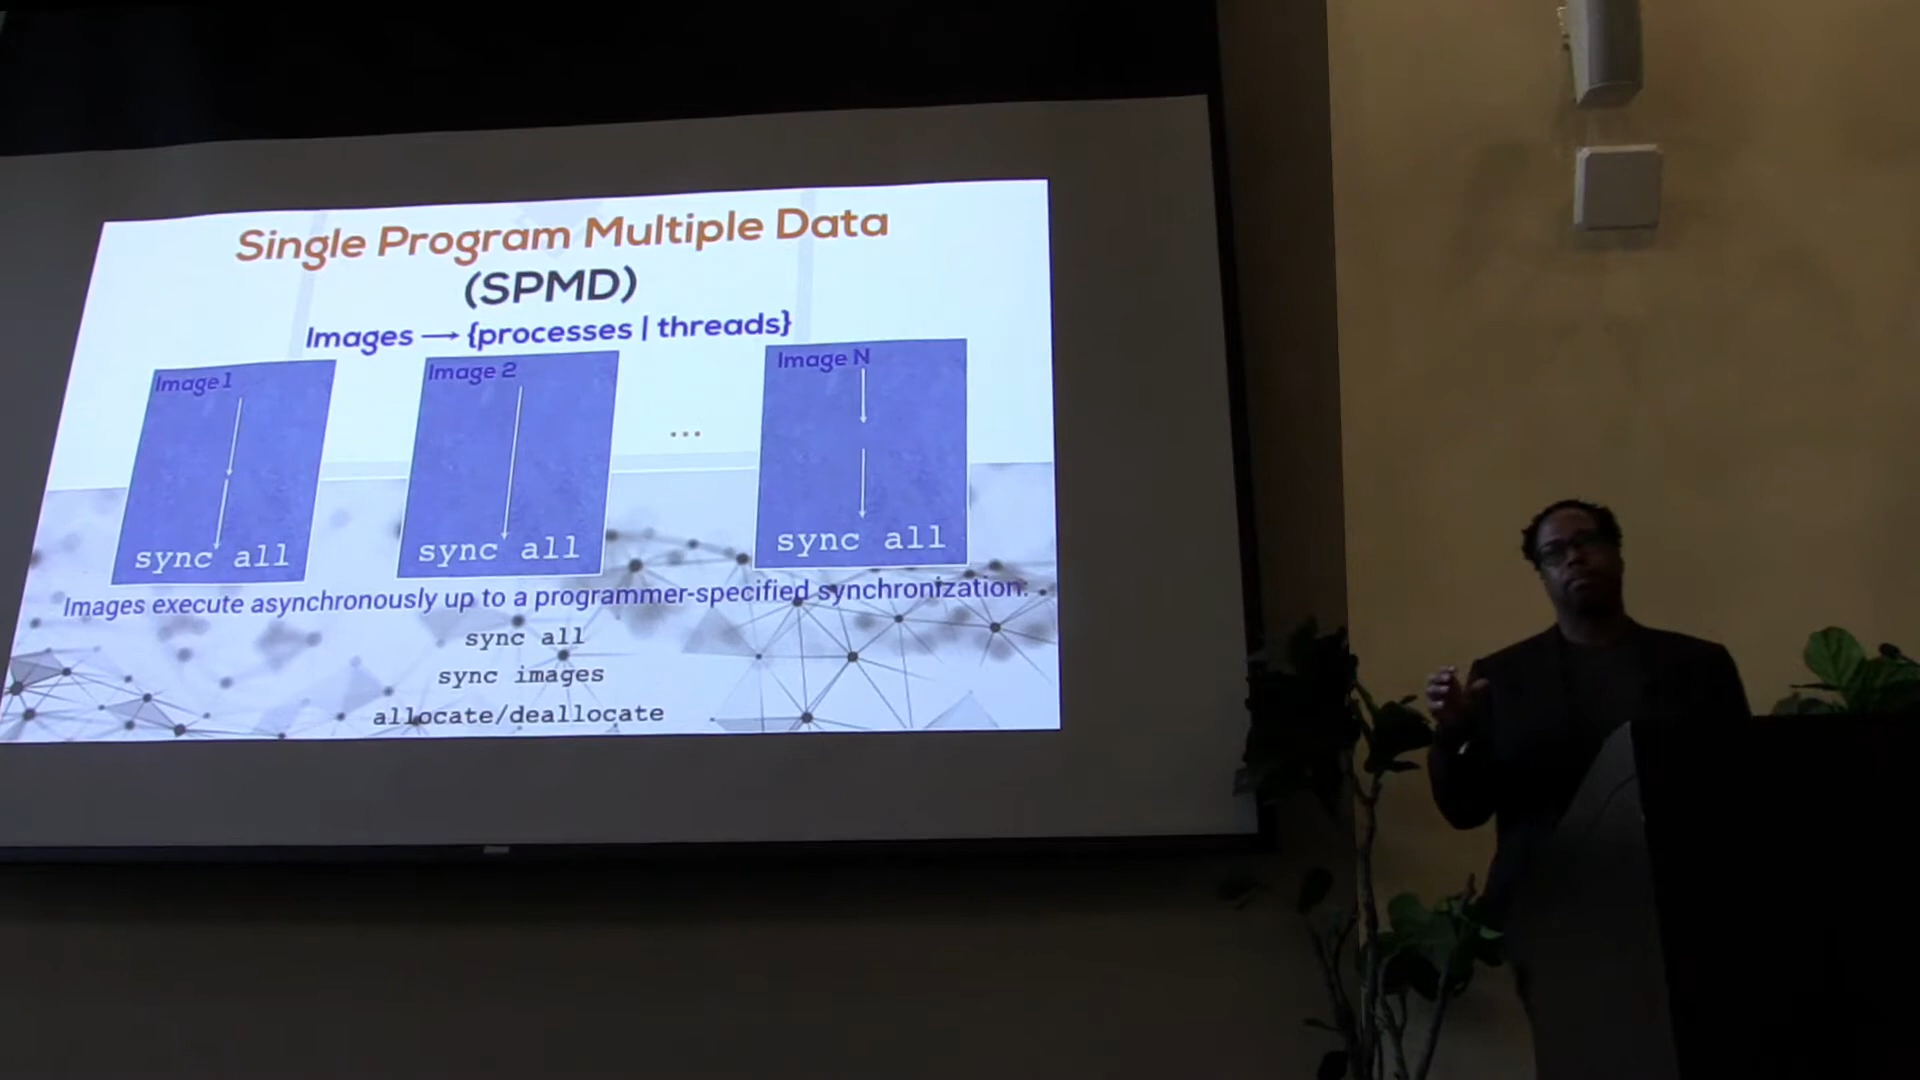 Single Program Multiple Data
(SPMD)
Images → {processes | threads}
Image 1
Image 2
Image N
...
sync all
sync all
sync all
Images execute asynchronously up to a programmer-specified synchronization:
sync all
sync images
allocate/deallocate